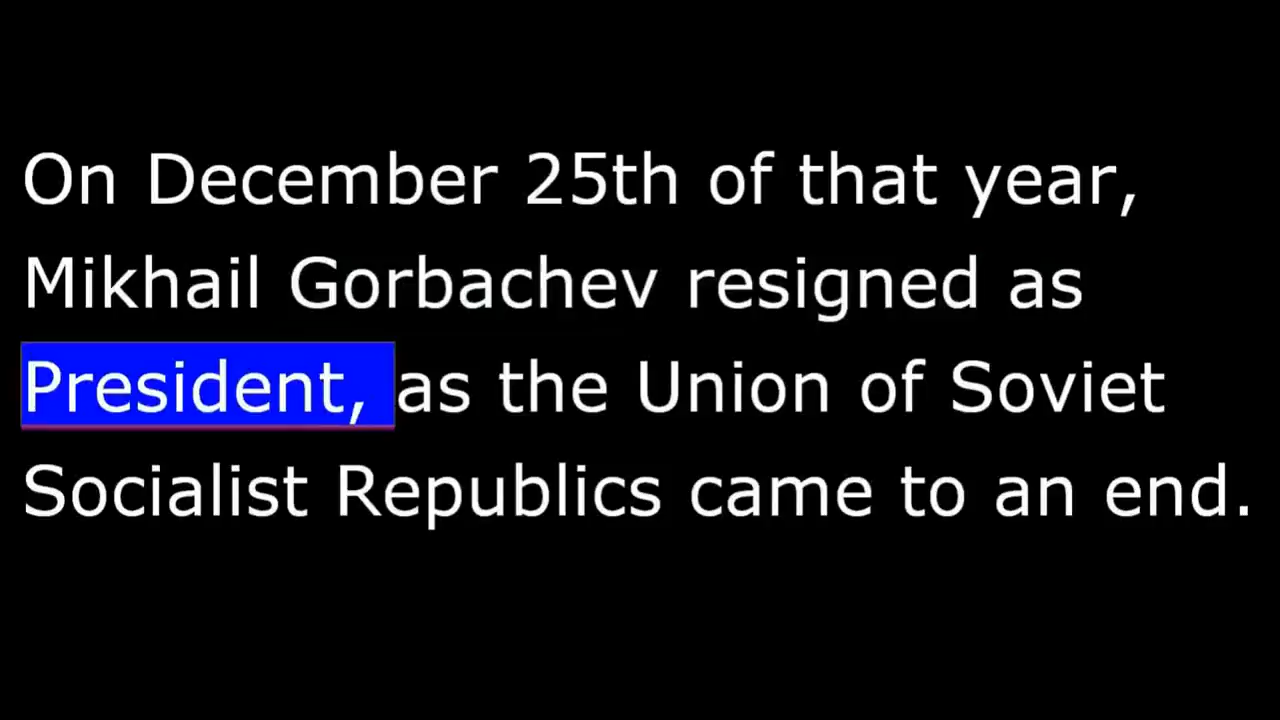 On December 25th of that year,
Mikhail Gorbachev resigned as
President, as the Union of Soviet
Socialist Republics came to an end.